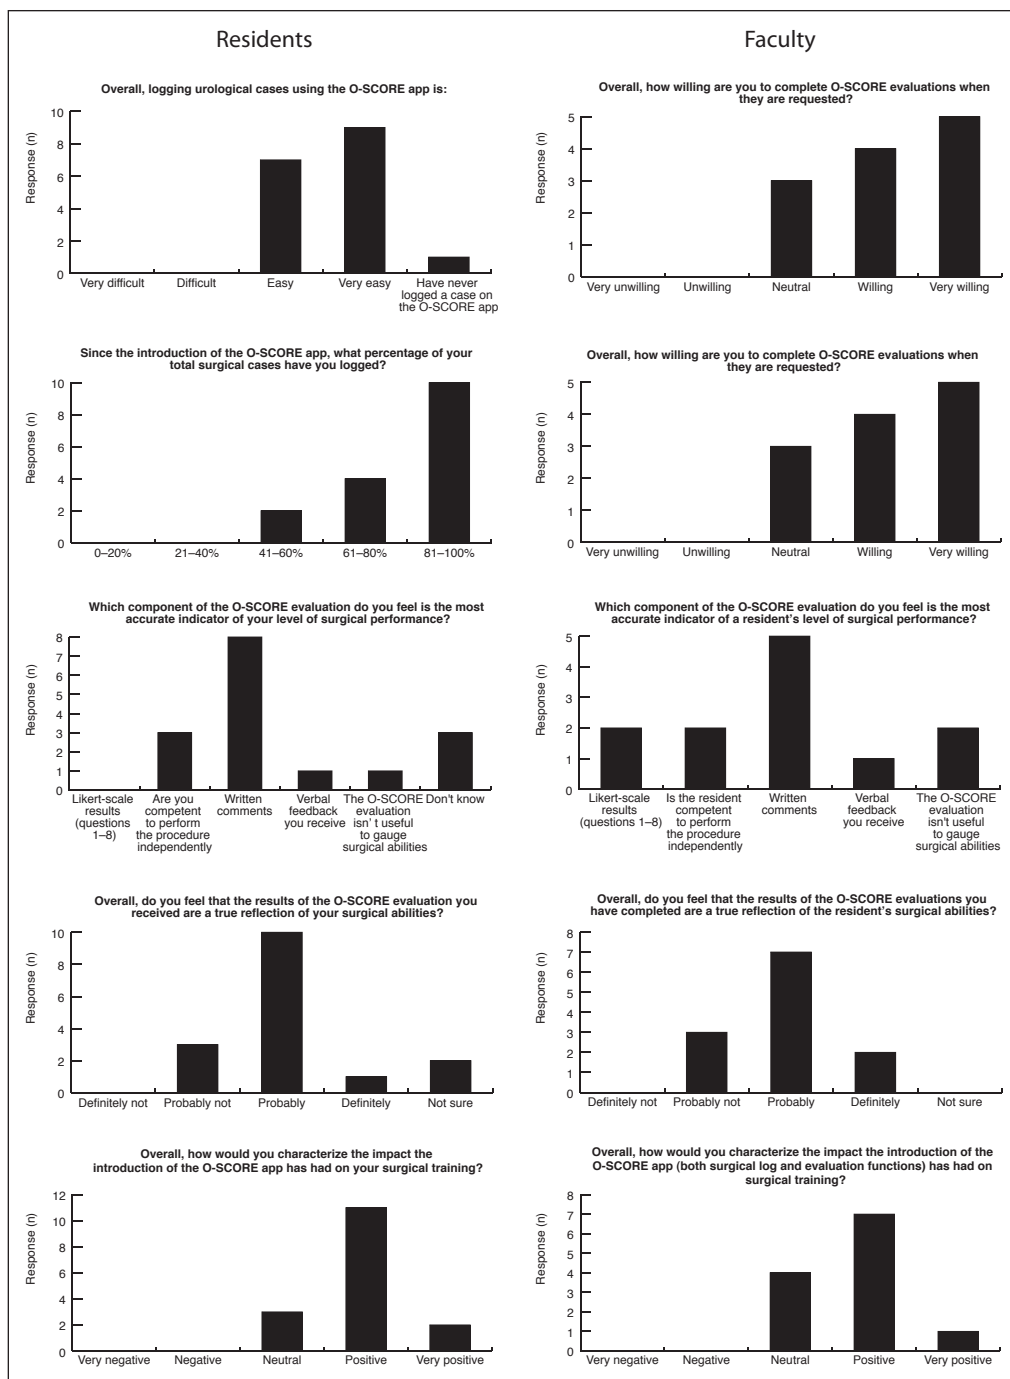 Residents
Faculty
Overall, logging urological cases using the O-SCORE app is:
Response (n)
10
8
6
4
2
0
Very difficult
Difficult
Easy
Very easy
Have never
logged a case on
the O-SCORE app
Overall, how willing are you to complete O-SCORE evaluations when
they are requested?
Response (n)
5
4
3
2
1
0
Very unwilling
Unwilling
Neutral
Willing
Very willing
Since the introduction of the O-SCORE app, what percentage of your
total surgical cases have you logged?
Response (n)
10
8
6
4
2
0
0–20%
21–40%
41–60%
61–80%
81–100%
Overall, how willing are you to complete O-SCORE evaluations when
they are requested?
Response (n)
5
4
3
2
1
0
Very unwilling
Unwilling
Neutral
Willing
Very willing
Which component of the O-SCORE evaluation do you feel is the most
accurate indicator of your level of surgical performance?
Response (n)
8
7
6
5
4
3
2
1
0
Likert-scale
results
(questions 1–8)
Are you
competent to
perform
the procedure
independently
Written
comments
Verbal
feedback
you receive
The O-SCORE
evaluation
isn' t useful
to gauge
surgical abilities
Don't know
Which component of the O-SCORE evaluation do you feel is the most
accurate indicator of a resident's level of surgical performance?
Response (n)
5
4
3
2
1
0
Likert-scale
results
(questions 1–8)
Is the resident
competent
to perform
the procedure
independently
Written
comments
Verbal
feedback
you receive
The O-SCORE
evaluation
isn't useful
to gauge
surgical abilities
Overall, do you feel that the results of the O-SCORE evaluation you
received are a true reflection of your surgical abilities?
Response (n)
10
8
6
4
2
0
Definitely not
Probably not
Probably
Definitely
Not sure
Overall, do you feel that the results of the O-SCORE evaluations you
have completed are a true reflection of the resident's surgical abilities?
Response (n)
8
7
6
5
4
3
2
1
0
Definitely not
Probably not
Probably
Definitely
Not sure
Overall, how would you characterize the impact the
introduction of the O-SCORE app has had on your surgical training?
Response (n)
12
10
8
6
4
2
0
Very negative
Negative
Neutral
Positive
Very positive
Overall, how would you characterize the impact the introduction of the
O-SCORE app (both surgical log and evaluation functions) has had on
surgical training?
Response (n)
8
7
6
5
4
3
2
1
0
Very negative
Negative
Neutral
Positive
Very positive